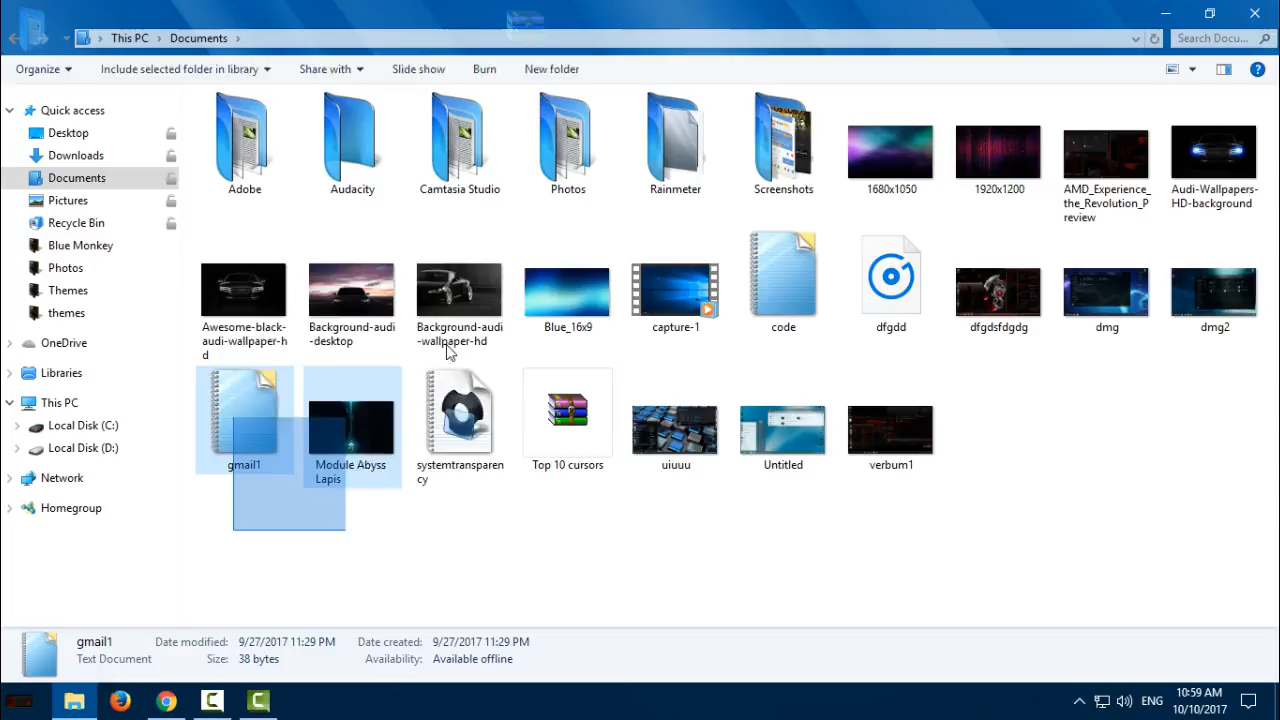 This PC
Documents
Search Docu...
Organize
Include selected folder in library
Share with
Slide show
Burn
New folder
Quick access
Desktop
Downloads
Documents
Pictures
Recycle Bin
Blue Monkey
Photos
Themes
themes
OneDrive
Libraries
This PC
Local Disk (C:)
Local Disk (D:)
Network
Homegroup
Adobe
Audacity
Camtasia Studio
Photos
Rainmeter
Screenshots
1680x1050
1920x1200
AMD_Experience_
the_Revolution_P
review
Audi-Wallpapers-
HD-background
Awesome-black-
audi-wallpaper-h
d
Background-audi
-desktop
Background-audi
-wallpaper-hd
Blue_16x9
capture-1
code
dfgdd
dfgdsfdgdg
dmg
dmg2
gmail1
Module Abyss
Lapis
systemtransparen
cy
Top 10 cursors
uiuuu
Untitled
verbum1
gmail1
Text Document
Date modified: 9/27/2017 11:29 PM
Size: 38 bytes
Date created: 9/27/2017 11:29 PM
Availability: Available offline
ENG
10:59 AM
10/10/2017